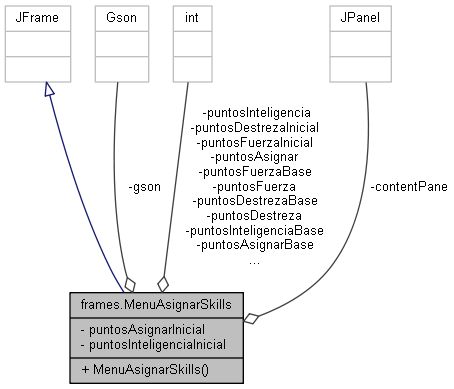 JFrame
Gson
int
JPanel
-gson
-puntosInteligencia
-puntosDestrezaInicial
-puntosFuerzaInicial
-puntosAsignar
-puntosFuerzaBase
-puntosFuerza
-puntosDestrezaBase
-puntosDestreza
-puntosInteligenciaBase
-puntosAsignarBase
...
-contentPane
frames.MenuAsignarSkills
- puntosAsignarInicial
- puntosInteligenciaInicial
+ MenuAsignarSkills()